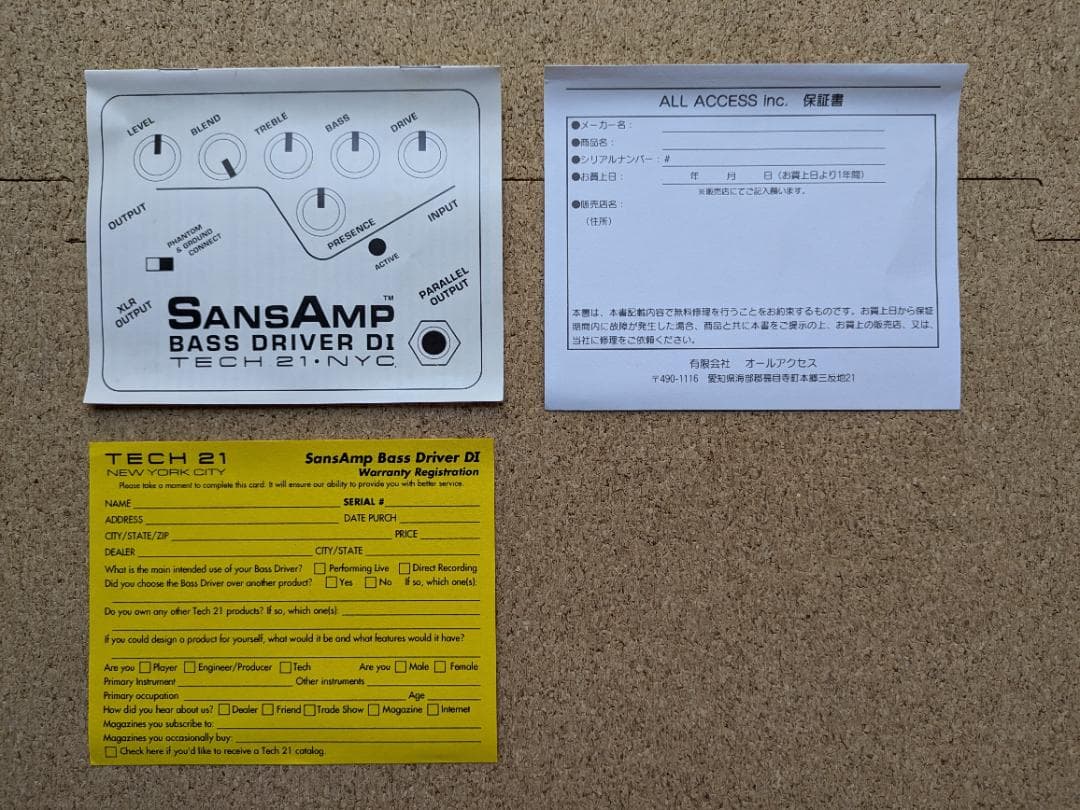 LEVEL
BLEND
TREBLE
BASS
DRIVE
OUTPUT
PHANTOM
& GROUND
CONNECT
PRESENCE
INPUT
ACTIVE
XLR
OUTPUT
PARALLEL
OUTPUT
SANSAMP™
BASS DRIVER DI
TECH 21•NYC.
ALL ACCESS inc. 保証書
●メーカー名：
●商品名：
●シリアルナンバー：#
●お買上日： 年 月 日（お買上日より1年間）
※販売店にてご記入願います。
●販売店名：
（住所）
本書は、本書記載内容で無料修理を行うことをお約束するものです。お買上日から保証
期間内に故障が発生した場合、商品と共に本書をご提示の上、お買上の販売店、又は、
当社に修理をご依頼ください。
有限会社 オールアクセス
〒490-1116 愛知県海部郡甚目寺町本郷三反地21
TECH 21
NEW YORK CITY
SansAmp Bass Driver DI
Warranty Registration
Please take a moment to complete this card. It will ensure our ability to provide you with better service.
NAME SERIAL #
ADDRESS DATE PURCH
CITY/STATE/ZIP PRICE
DEALER CITY/STATE
What is the main intended use of your Bass Driver? □ Performing Live □ Direct Recording
Did you choose the Bass Driver over another product? □ Yes □ No If so, which one(s):
Do you own any other Tech 21 products? If so, which one(s):
If you could design a product for yourself, what would it be and what features would it have?
Are you □ Player □ Engineer/Producer □ Tech Are you □ Male □ Female
Primary Instrument Other instruments
Primary occupation Age
How did you hear about us? □ Dealer □ Friend □ Trade Show □ Magazine □ Internet
Magazines you subscribe to:
Magazines you occasionally buy:
□ Check here if you'd like to receive a Tech 21 catalog.